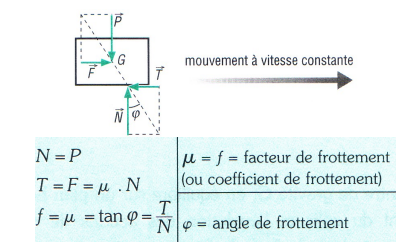 P
G
F
T
mouvement à vitesse constante
N φ
N = P
T = F = μ . N
f = μ = tan φ = T/N
μ = f = facteur de frottement
(ou coefficient de frottement)
φ = angle de frottement